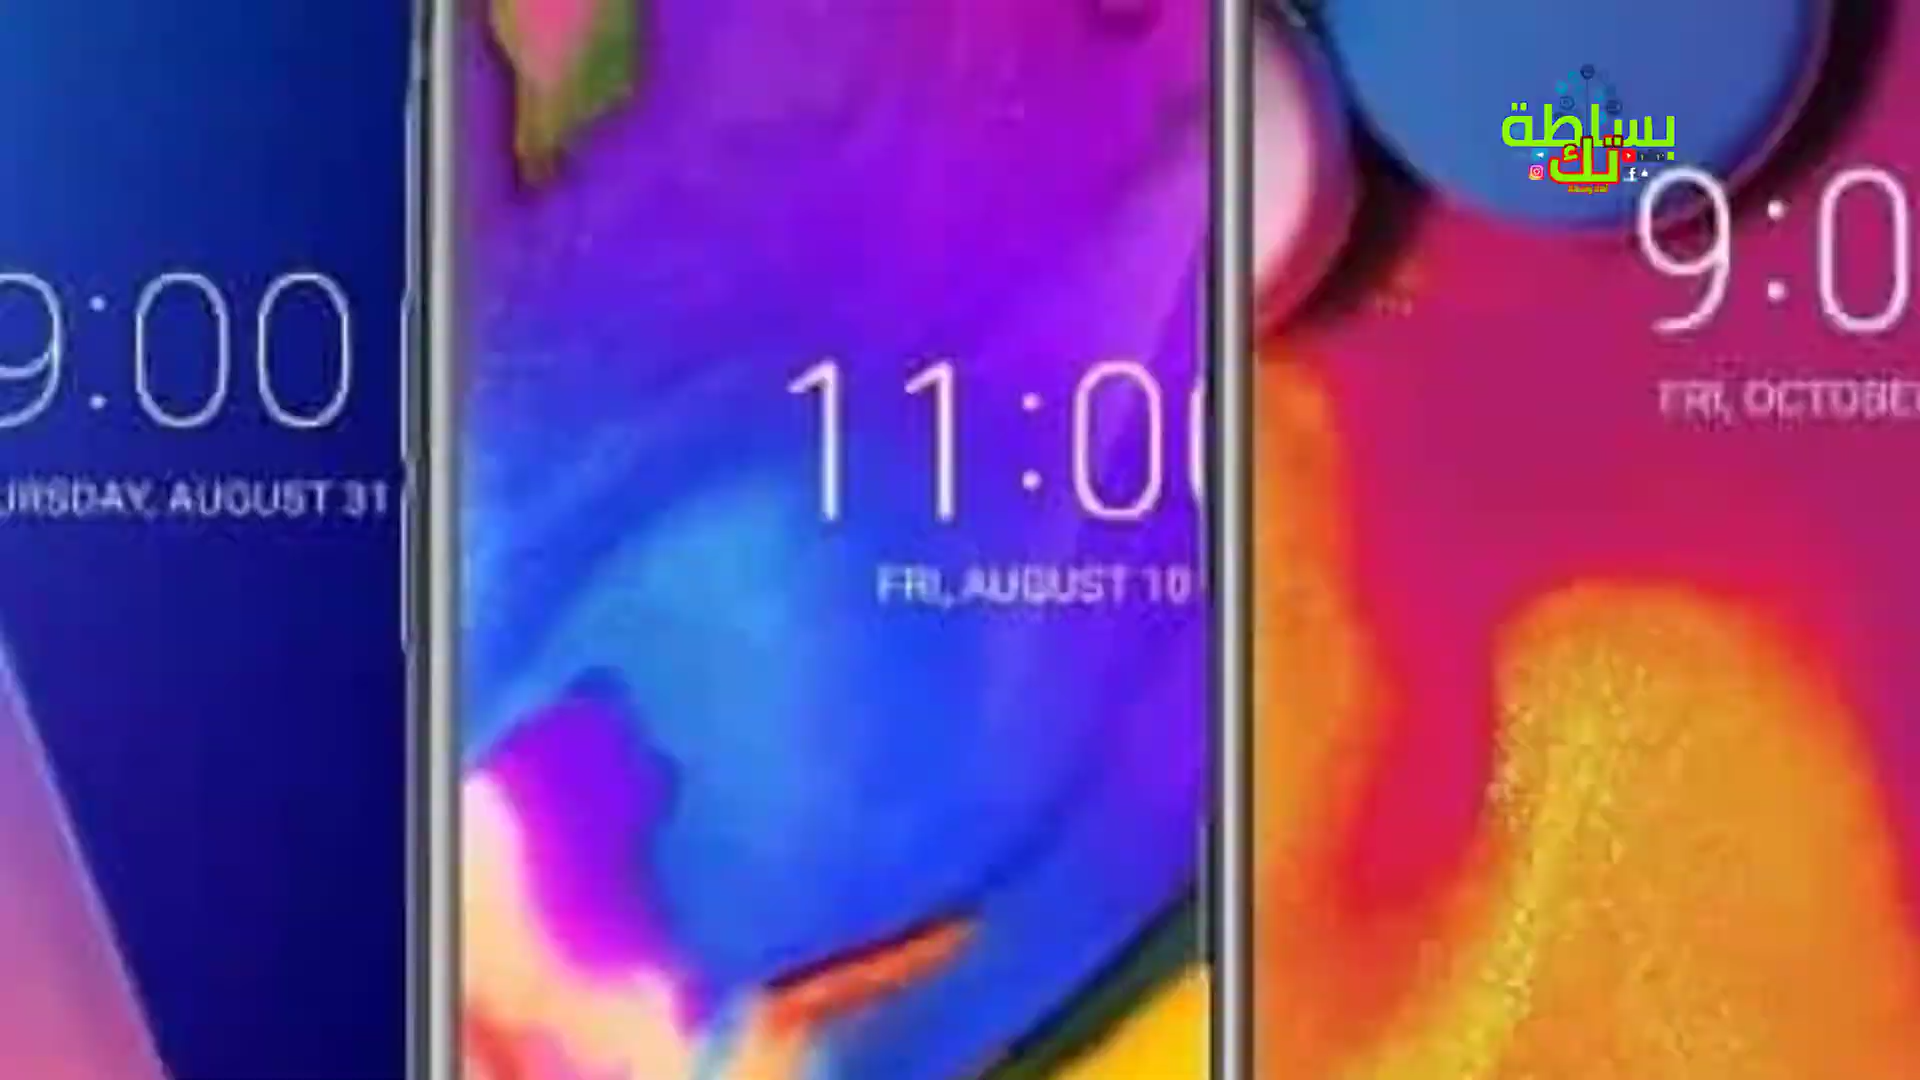 بساطة
تك
9:00
URSDAY, AUGUST 31
11:00
FRI, AUGUST 10
9:0
FRI, OCTOBE